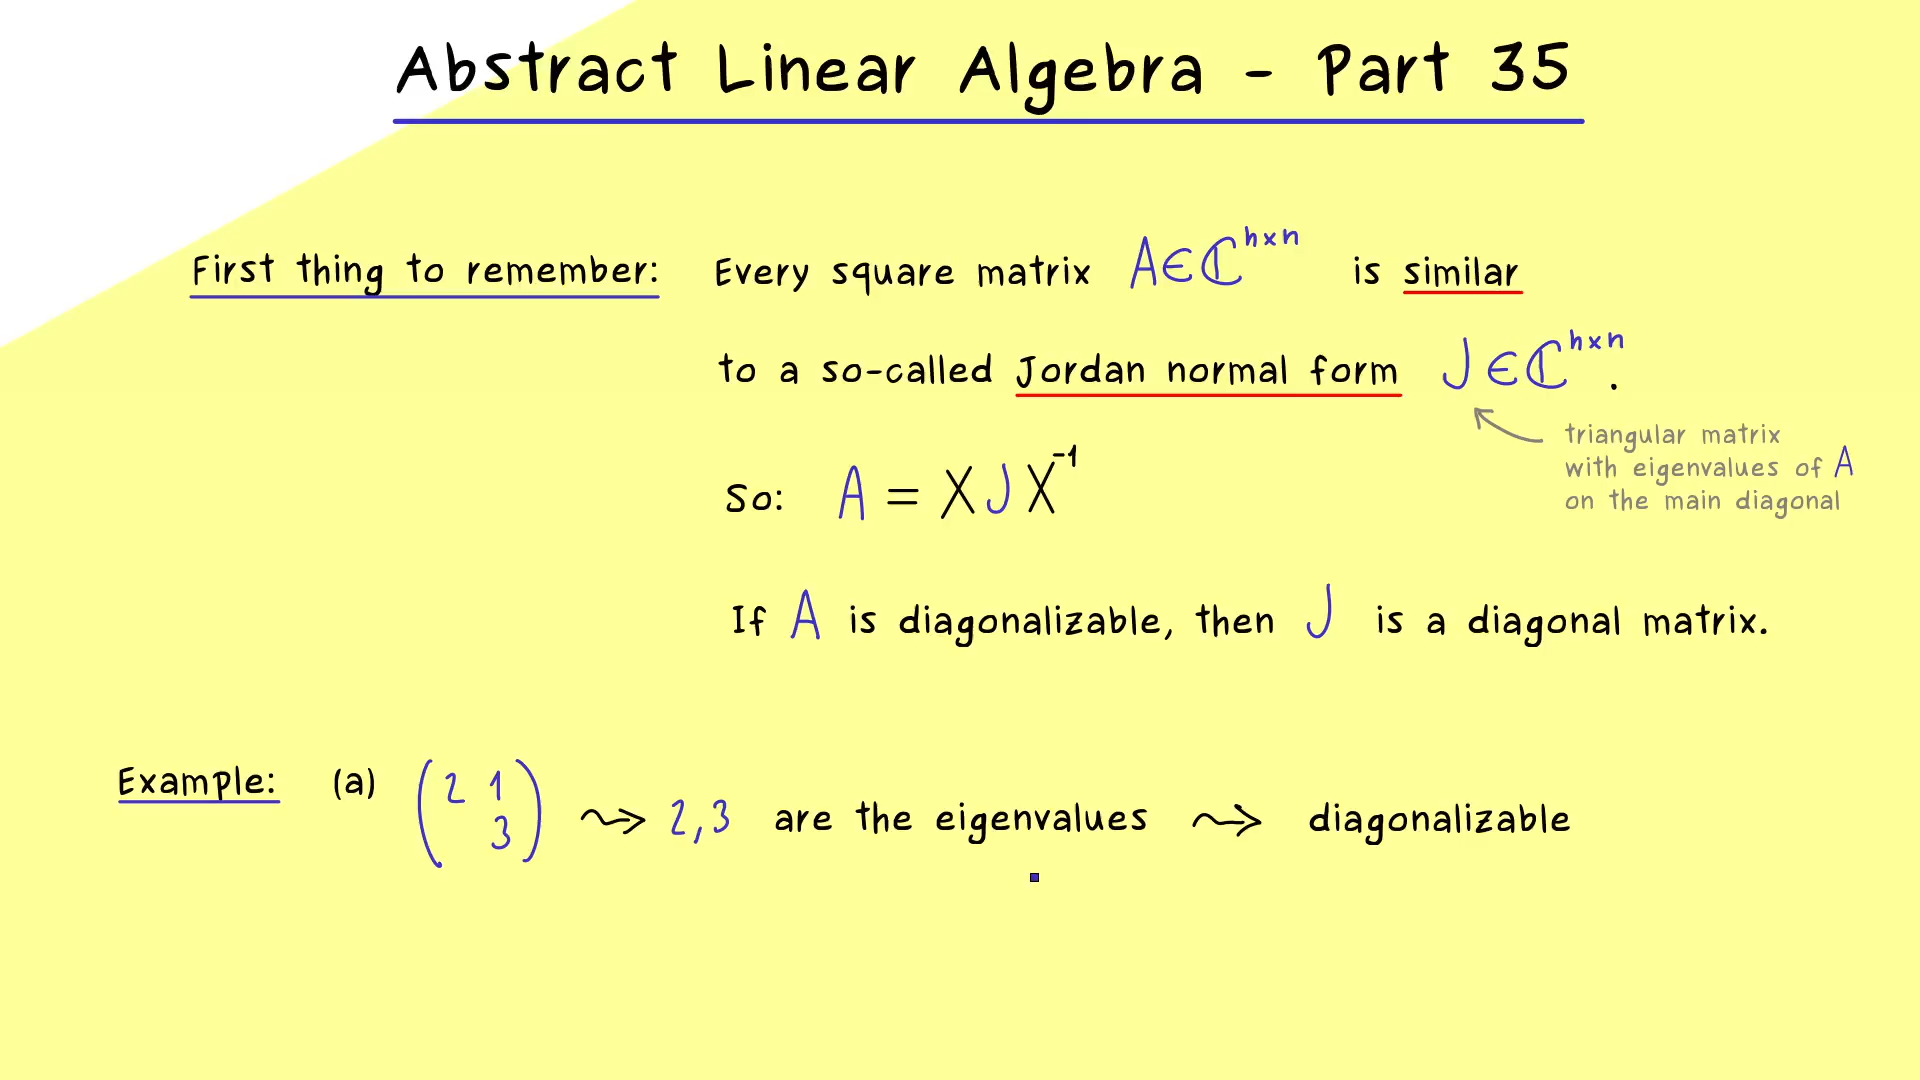 Abstract Linear Algebra - Part 35
First thing to remember: Every square matrix A∈ℂⁿˣⁿ is similar
to a so-called Jordan normal form J∈ℂⁿˣⁿ.
triangular matrix
with eigenvalues of A
on the main diagonal
So: A = XJX⁻¹
If A is diagonalizable, then J is a diagonal matrix.
Example: (a) (2 1
3) ⤳ 2,3 are the eigenvalues ⤳ diagonalizable